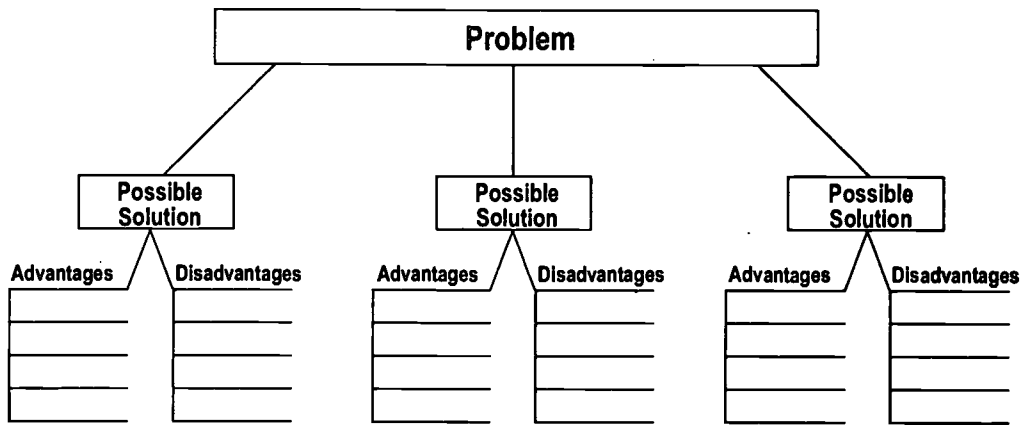 Problem
Possible
Solution
Possible
Solution
Possible
Solution
Advantages
Disadvantages
Advantages
Disadvantages
Advantages
Disadvantages